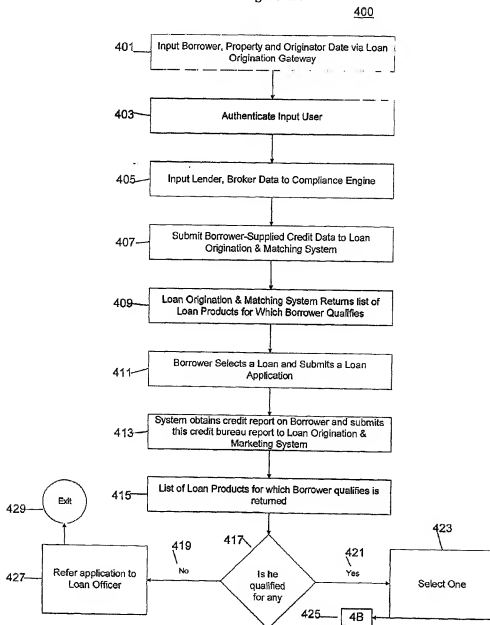 400
401
Input Borrower, Property and Originator Date via Loan
Origination Gateway
403
Authenticate Input User
405
Input Lender, Broker Data to Compliance Engine
407
Submit Borrower-Supplied Credit Data to Loan
Origination & Matching System
409
Loan Origination & Matching System Returns list of
Loan Products for Which Borrower Qualifies
411
Borrower Selects a Loan and Submits a Loan
Application
413
System obtains credit report on Borrower and submits
this credit bureau report to Loan Origination &
Marketing System
415
List of Loan Products for which Borrower qualifies is
returned
417
Is he
qualified
for any
419
No
421
Yes
423
Select One
425
4B
427
Refer application to
Loan Officer
429
Exit